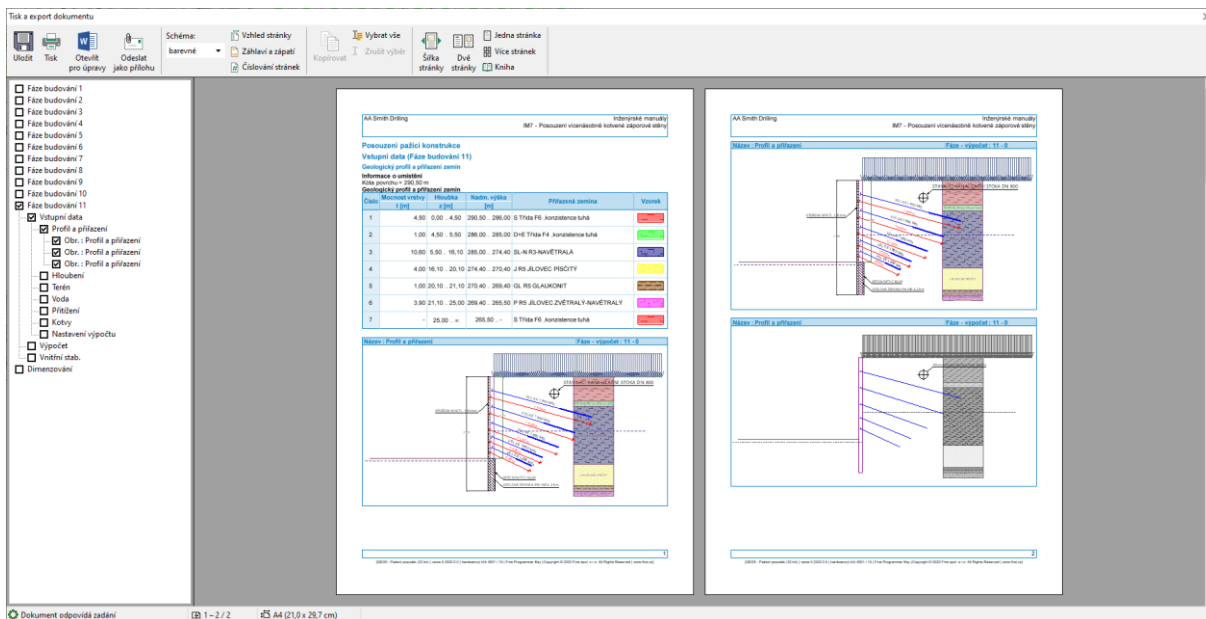 Tisk a export dokumentu
Uložit
Tisk
Otevřít
pro úpravy
Odeslat
jako přílohu
Schéma:
barevné
Vzhled stránky
Záhlaví a zápatí
Číslování stránek
Kopírovat
Vybrat vše
Zrušit výběr
Šířka
stránky
Dvě
stránky
Jedna stránka
Více stránek
Kniha
Fáze budování 1
Fáze budování 2
Fáze budování 3
Fáze budování 4
Fáze budování 5
Fáze budování 6
Fáze budování 7
Fáze budování 8
Fáze budování 9
Fáze budování 10
Fáze budování 11
Vstupní data
Profil a přiřazení
Obr. : Profil a přiřazení
Obr. : Profil a přiřazení
Obr. : Profil a přiřazení
Hloubení
Terén
Voda
Přitížení
Kotvy
Nastavení výpočtu
Výpočet
Vnitřní stab.
Dimenzování
AA Smith Drilling Inženýrské manuály
IM7 - Posouzení vícenásobně kotvené záporové stěny
Posouzení pažicí konstrukce
Vstupní data (Fáze budování 11)
Geologický profil a přiřazení zemin
Informace o umístění
Kóta povrchu = 290,50 m
Geologický profil a přiřazení zemin
Číslo Mocnost vrstvy t [m] Hloubka z [m] Nadm. výška [m] Přiřazená zemina Vzorek
1 4,50 0,00 .. 4,50 290,50 .. 286,00 S Třída F6 ,konzistence tuhá
2 1,00 4,50 .. 5,50 286,00 .. 285,00 D+E Třída F4 ,konzistence tuhá
3 10,60 5,50 .. 16,10 285,00 .. 274,40 SL-N R3-NAVĚTRALÁ
4 4,00 16,10 .. 20,10 274,40 .. 270,40 J R5 JÍLOVEC PÍSČITÝ
5 1,00 20,10 .. 21,10 270,40 .. 269,40 GL R5 GLAUKONIT
6 3,90 21,10 .. 25,00 269,40 .. 265,50 P R5 JÍLOVEC ZVĚTRALÝ-NAVĚTRALÝ
7 - 25,00 .. ∞ 265,50 .. - S Třída F6 ,konzistence tuhá
Název : Profil a přiřazení Fáze - výpočet : 11 - 0
1
AA Smith Drilling Inženýrské manuály
IM7 - Posouzení vícenásobně kotvené záporové stěny
Název : Profil a přiřazení Fáze - výpočet : 11 - 0
Název : Profil a přiřazení Fáze - výpočet : 11 - 0
2
Dokument odpovídá zadání
1 – 2 / 2
A4 (21,0 x 29,7 cm)